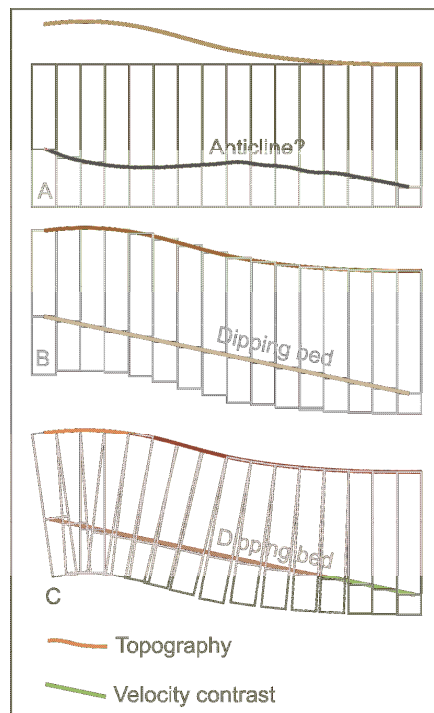 Anticline?
A
Dipping bed
B
Dipping bed
C
Topography
Velocity contrast